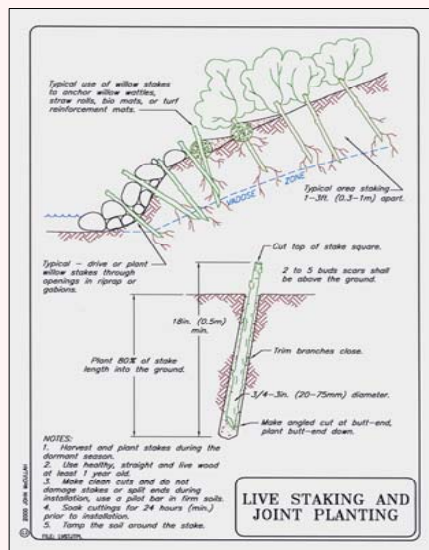 Typical use of willow stakes
to anchor willow wattles,
straw rolls, bio mats, or turf
reinforcement mats.
VADOSE ZONE
Typical area staking
1-3ft. (0.3-1m) apart.
Typical - drive or plant
willow stakes through
openings in riprap or
gabions.
Cut top of stake square.
2 to 5 buds scars shall
be above the ground.
18in. (0.5m)
min.
Plant 80% of stake
length into the ground.
Trim branches close.
3/4-3in. (20-75mm) diameter.
Make angled cut at butt-end,
plant butt-end down.
NOTES:
1. Harvest and plant stakes during the
dormant season.
2. Use healthy, straight and live wood
at least 1 year old.
3. Make clean cuts and do not
damage stakes or split ends during
installation, use a pilot bar in firm soils.
4. Soak cuttings for 24 hours (min.)
prior to installation.
5. Tamp the soil around the stake.
LIVE STAKING AND
JOINT PLANTING